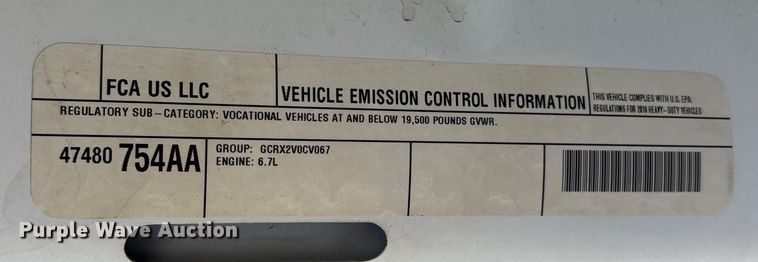 FCA US LLC
VEHICLE EMISSION CONTROL INFORMATION
THIS VEHICLE COMPLIES WITH U.S. EPA
REGULATIONS FOR 2016 HEAVY-DUTY VEHICLES
REGULATORY SUB-CATEGORY: VOCATIONAL VEHICLES AT AND BELOW 19,500 POUNDS GVWR.
47480 754AA
GROUP: GCRX2V0CV067
ENGINE: 6.7L
Purple Wave Auction